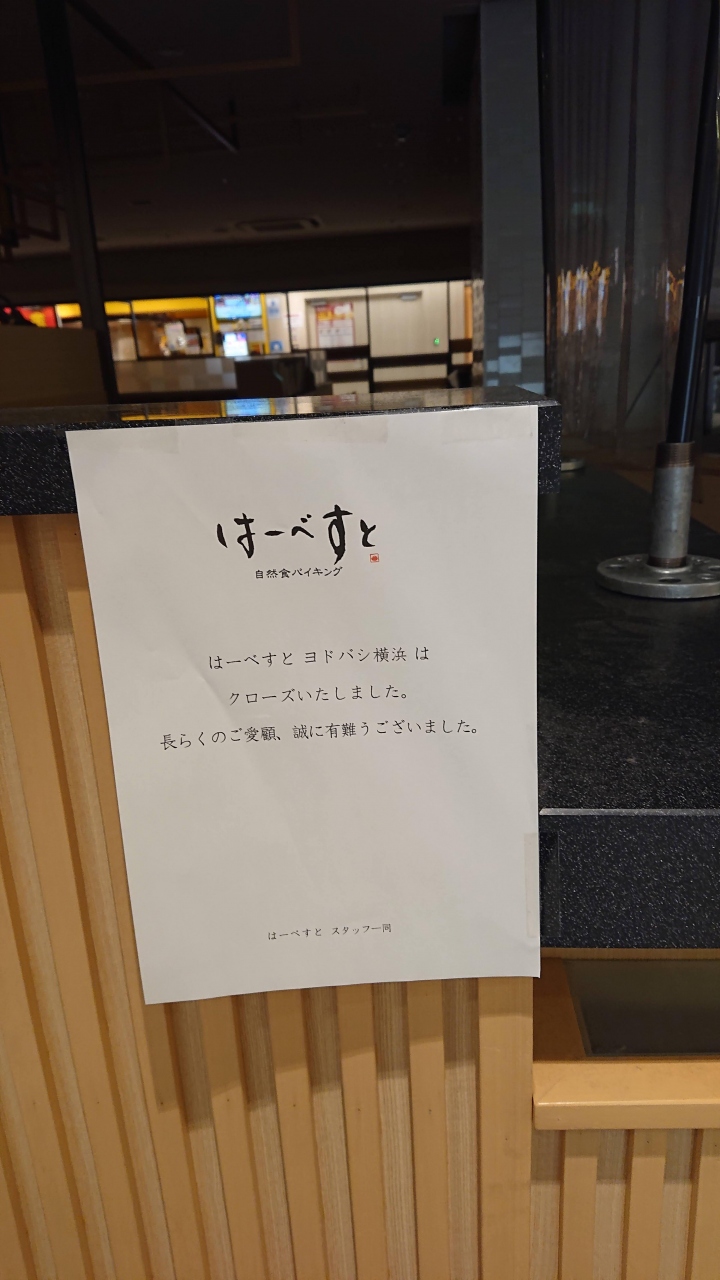 はーべすと
自然食バイキング
はーべすと ヨドバシ横浜 は
クローズいたしました。
長らくのご愛顧、誠に有難うございました。
はーべすと スタッフ一同